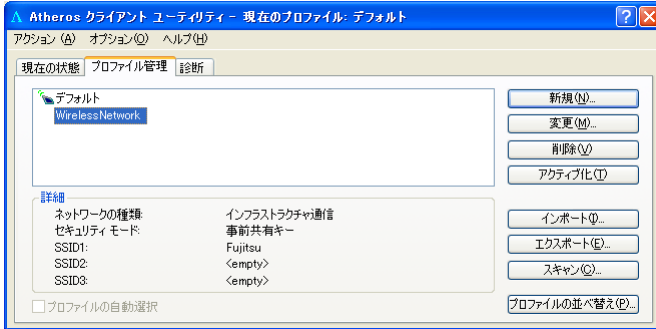 Atheros クライアント ユーティリティ - 現在のプロファイル: デフォルト
アクション (A) オプション(O) ヘルプ(H)
現在の状態 プロファイル管理 診断
デフォルト
WirelessNetwork
新規(N)...
変更(M)...
削除(V)
アクティブ化(T)
詳細
ネットワークの種類: インフラストラクチャ通信
セキュリティ モード: 事前共有キー
SSID1: Fujitsu
SSID2: <empty>
SSID3: <empty>
インポート(I)...
エクスポート(E)...
スキャン(C)...
プロファイルの自動選択
プロファイルの並べ替え(P)...